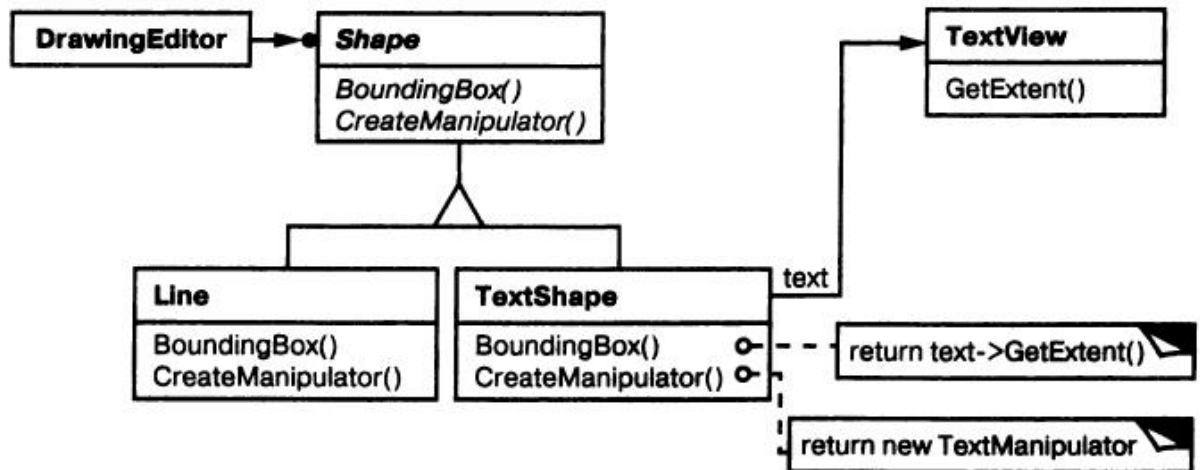 DrawingEditor
Shape
BoundingBox()
CreateManipulator()
TextView
GetExtent()
Line
BoundingBox()
CreateManipulator()
TextShape
BoundingBox()
CreateManipulator()
text
return text->GetExtent()
return new TextManipulator